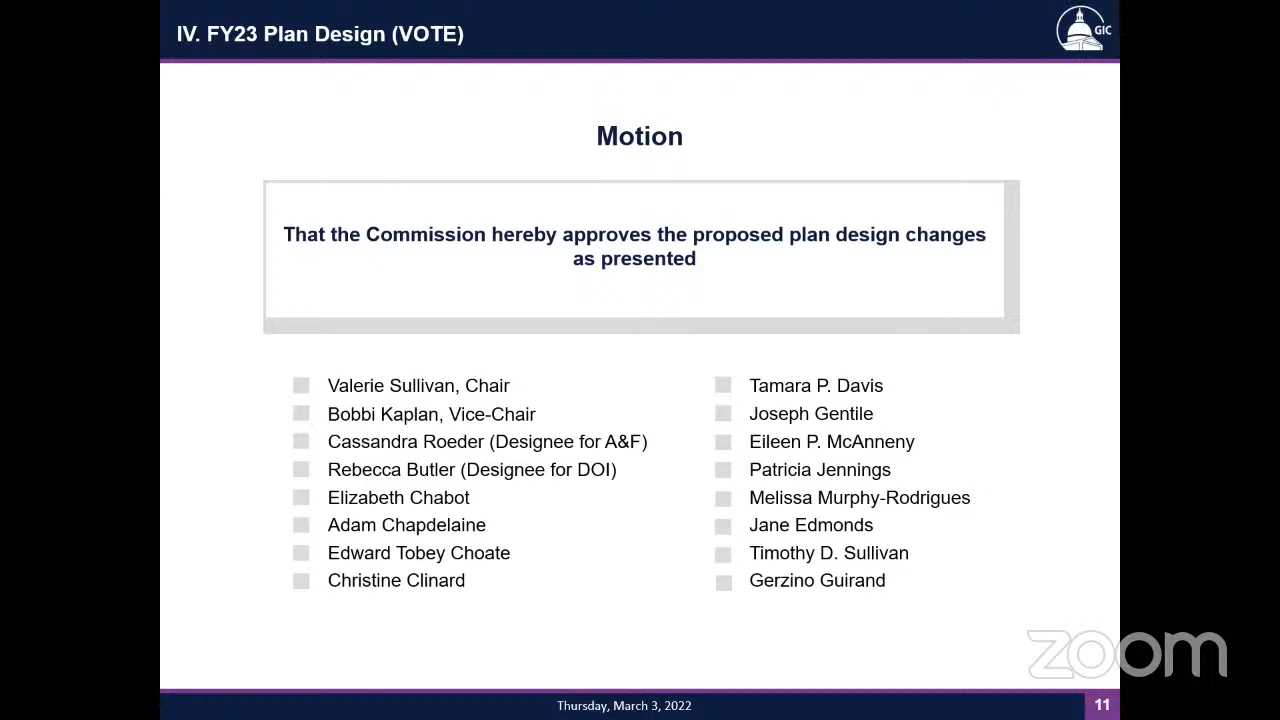 IV. FY23 Plan Design (VOTE)
GIC
Motion
That the Commission hereby approves the proposed plan design changes
as presented
Valerie Sullivan, Chair
Bobbi Kaplan, Vice-Chair
Cassandra Roeder (Designee for A&F)
Rebecca Butler (Designee for DOI)
Elizabeth Chabot
Adam Chapdelaine
Edward Tobey Choate
Christine Clinard
Tamara P. Davis
Joseph Gentile
Eileen P. McAnneny
Patricia Jennings
Melissa Murphy-Rodrigues
Jane Edmonds
Timothy D. Sullivan
Gerzino Guirand
zoom
Thursday, March 3, 2022
11